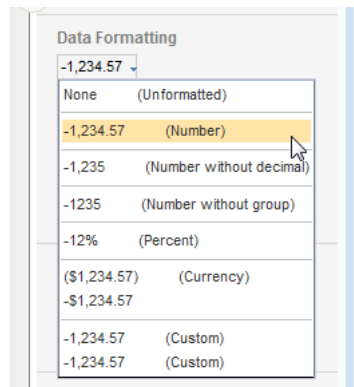 Data Formatting
-1,234.57
None (Unformatted)
-1,234.57 (Number)
-1,235 (Number without decimal)
-1235 (Number without group)
-12% (Percent)
($1,234.57) (Currency)
-$1,234.57
-1,234.57 (Custom)
-1,234.57 (Custom)